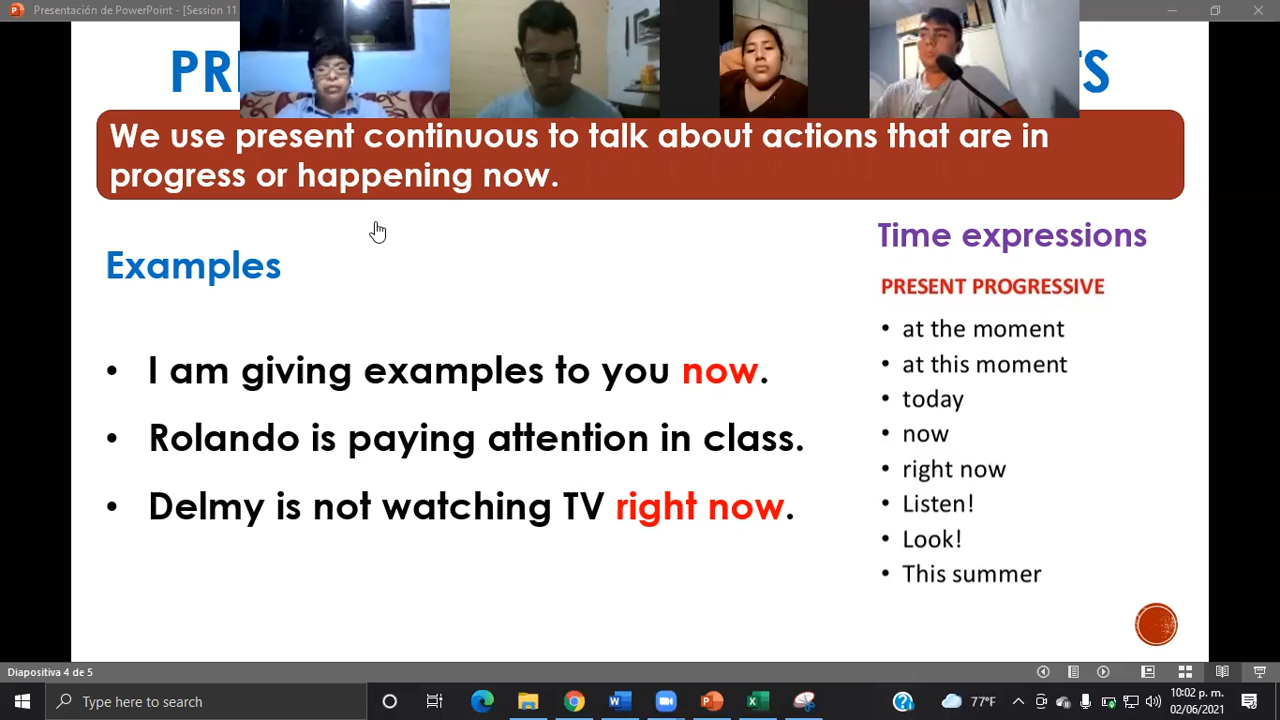 Presentación de PowerPoint - [Session 11
We use present continuous to talk about actions that are in
progress or happening now.
Examples
• I am giving examples to you now.
• Rolando is paying attention in class.
• Delmy is not watching TV right now.
Time expressions
PRESENT PROGRESSIVE
• at the moment
• at this moment
• today
• now
• right now
• Listen!
• Look!
• This summer
Diapositiva 4 de 5
Type here to search
77°F
10:02 p. m.
02/06/2021